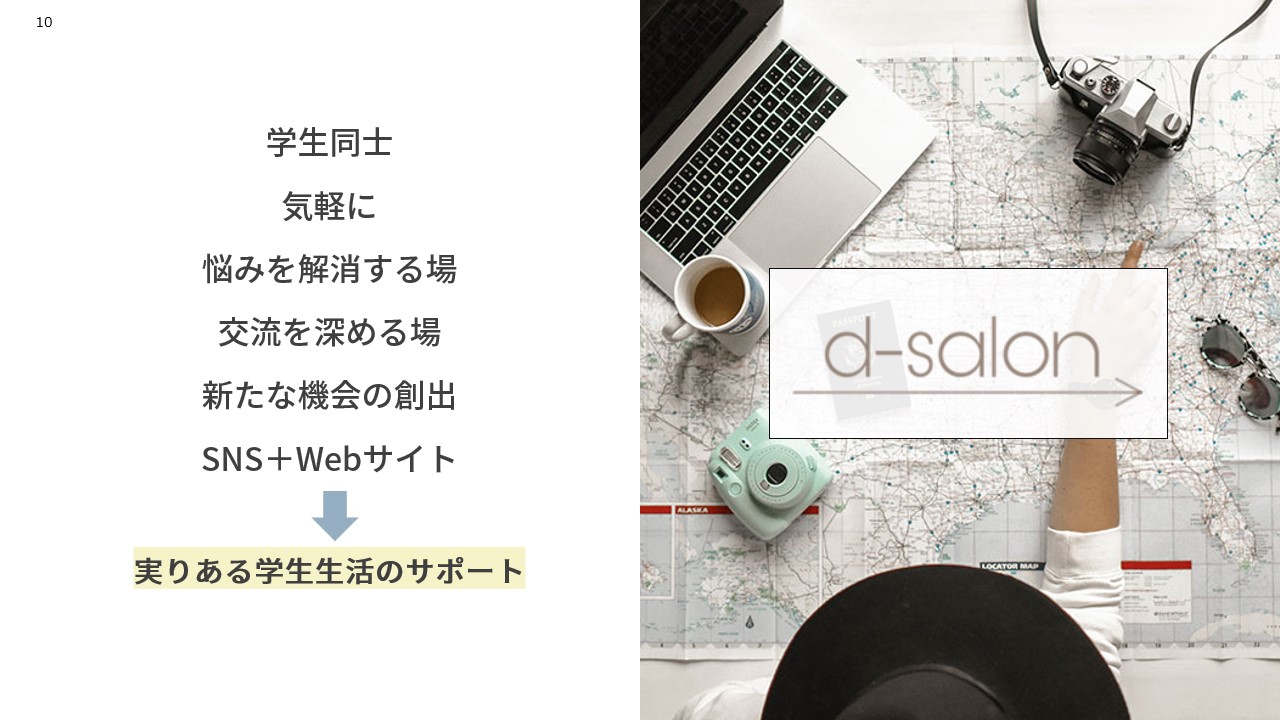 10
学生同士
気軽に
悩みを解消する場
交流を深める場
新たな機会の創出
SNS＋Webサイト
実りある学生生活のサポート
PASSPORT
d-salon
ALASKA
LOCATOR MAP